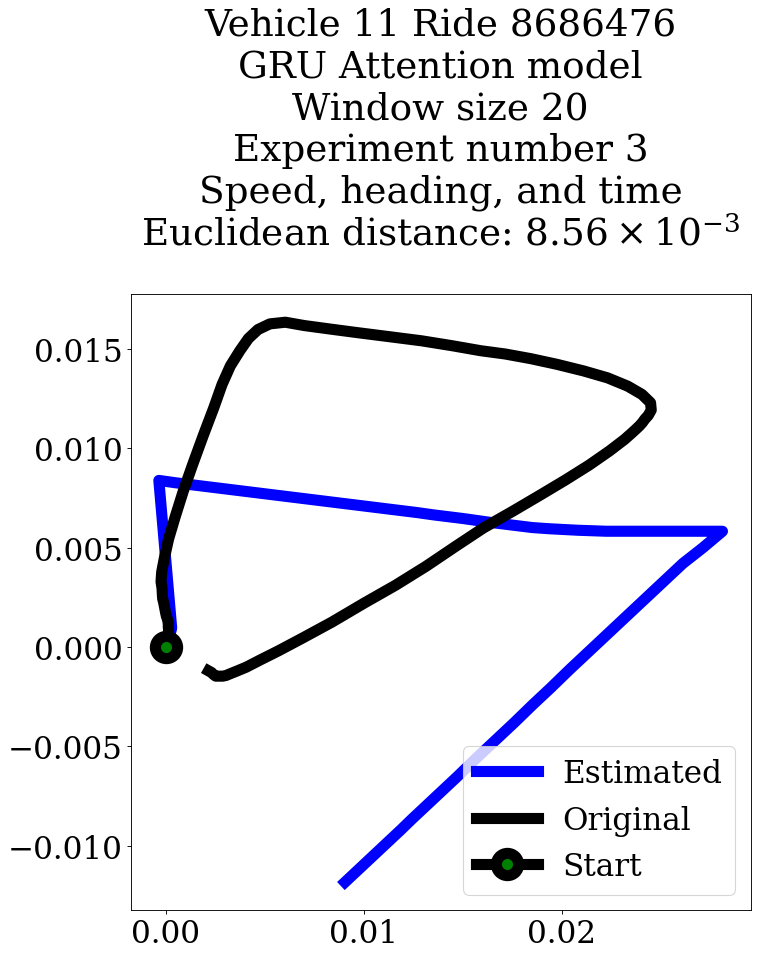 Vehicle 11 Ride 8686476
GRU Attention model
Window size 20
Experiment number 3
Speed, heading, and time
Euclidean distance: 8.56 × 10⁻³
0.015
0.010
0.005
0.000
−0.005
−0.010
Estimated
Original
Start
0.00 0.01 0.02